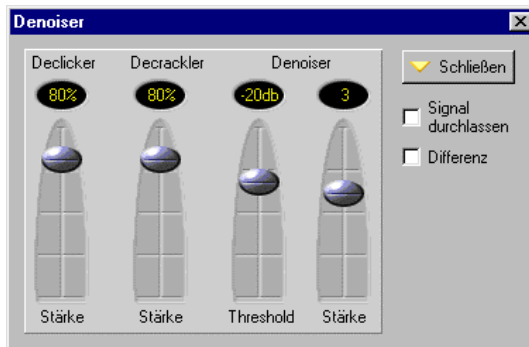 Denoiser
Declicker Decrackler Denoiser
80% 80% -20db 3
Stärke Stärke Threshold Stärke
Schließen
Signal
durchlassen
Differenz